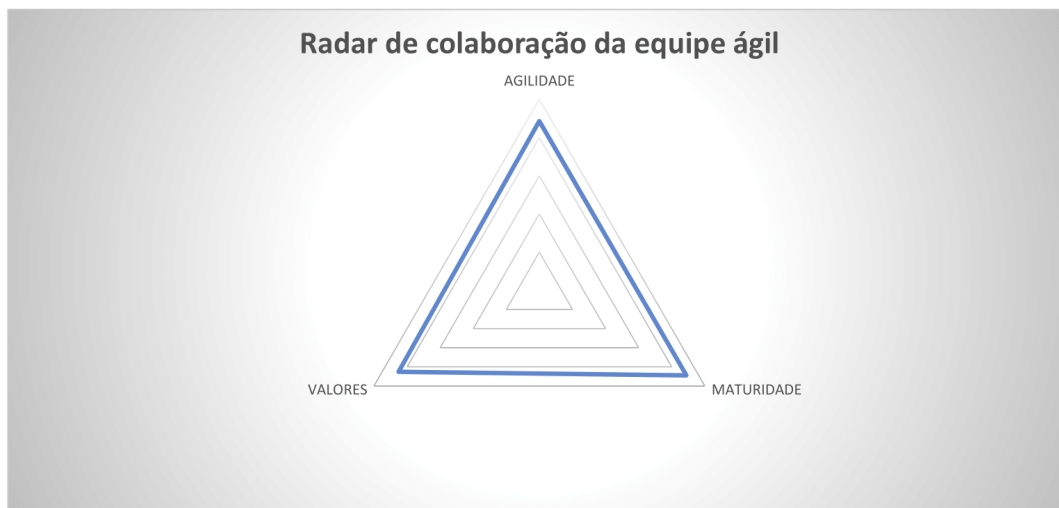 Radar de colaboração da equipe ágil
AGILIDADE
VALORES
MATURIDADE